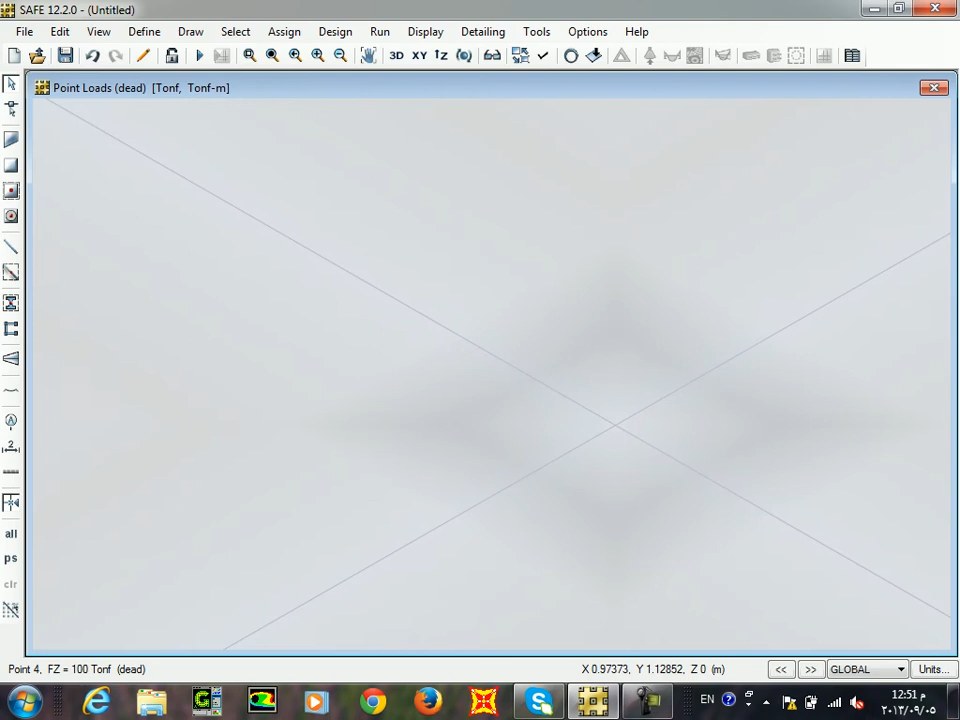 SAFE 12.2.0 - (Untitled)
File Edit View Define Draw Select Assign Design Run Display Detailing Tools Options Help
3D XY
Point Loads (dead) [Tonf, Tonf-m]
2
all
ps
clr
Point 4, FZ = 100 Tonf (dead) X 0.97373, Y 1.12852, Z 0 (m) << >> GLOBAL Units...
EN 12:51 م
٢٠١٣/٠٩/٠٥